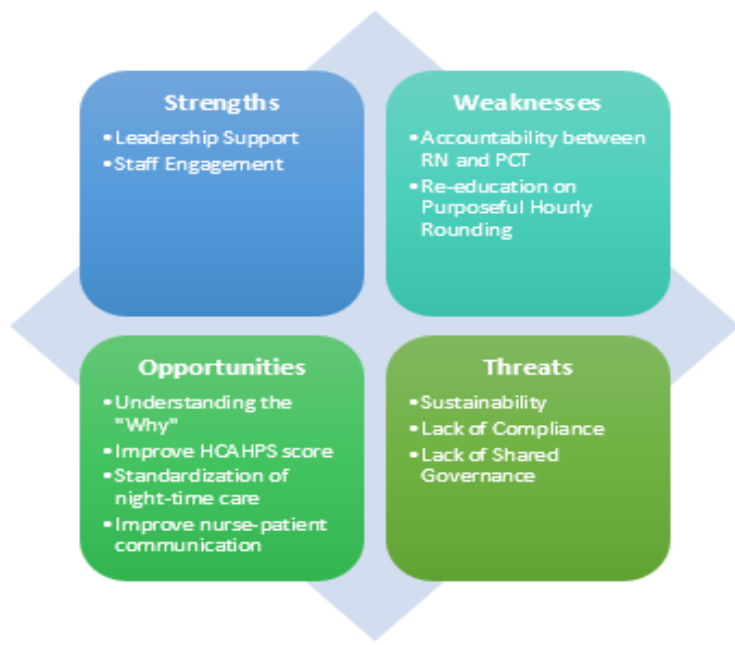 Strengths
•Leadership Support
•Staff Engagement
Weaknesses
•Accountability between
RN and PCT
•Re-education on
Purposeful Hourly
Rounding
Opportunities
•Understanding the
"Why"
•Improve HCAHPS score
•Standardization of
night-time care
•Improve nurse-patient
communication
Threats
•Sustainability
•Lack of Compliance
•Lack of Shared
Governance